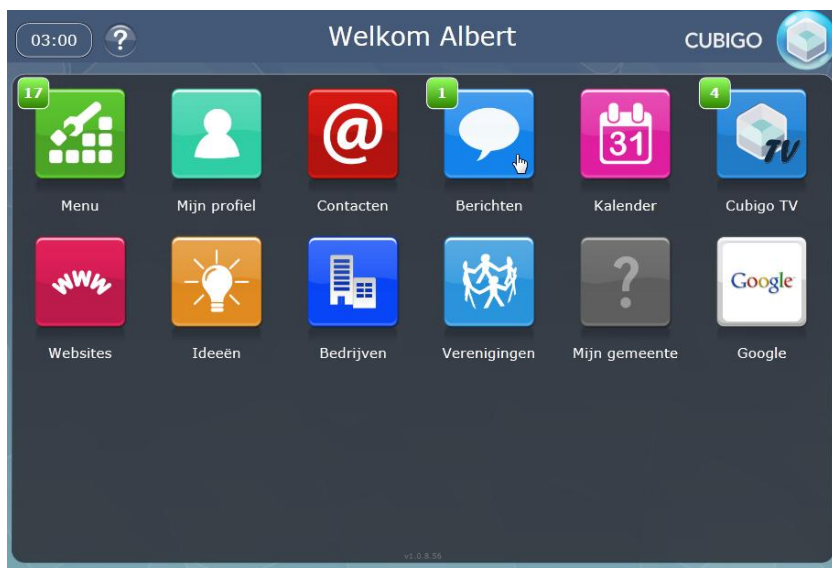 03:00 ? Welkom Albert CUBIGO
17 1 4
@ 31 TV
Menu Mijn profiel Contacten Berichten Kalender Cubigo TV
WWW ? Google
Websites Ideeën Bedrijven Verenigingen Mijn gemeente Google
v1.0.8.56